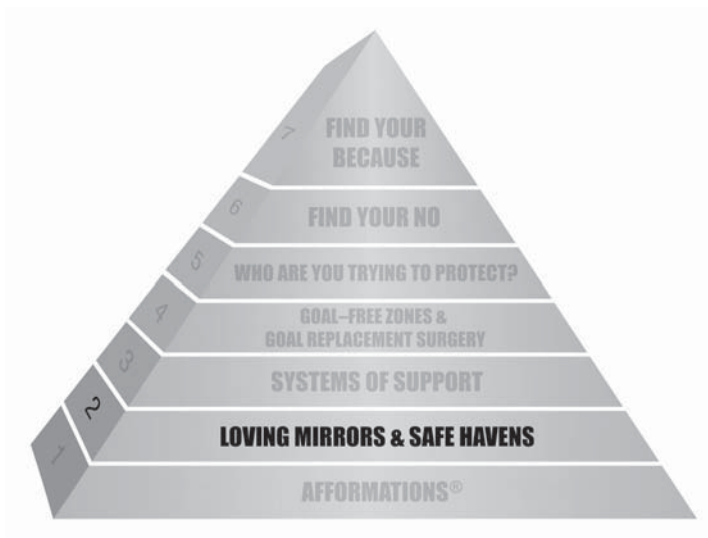 7
FIND YOUR
BECAUSE
6
FIND YOUR NO
5
WHO ARE YOU TRYING TO PROTECT?
4
GOAL–FREE ZONES &
GOAL REPLACEMENT SURGERY
3
SYSTEMS OF SUPPORT
2
LOVING MIRRORS & SAFE HAVENS
1
AFFORMATIONS®